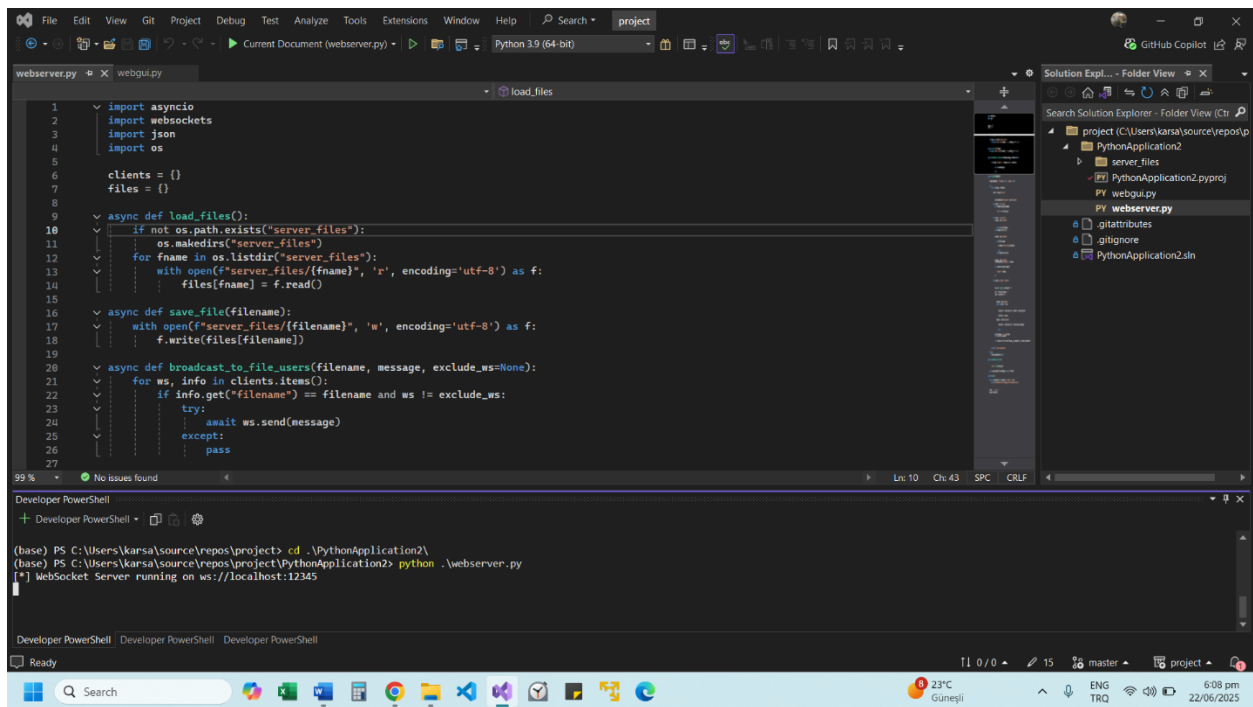 File Edit View Git Project Debug Test Analyze Tools Extensions Window Help Search project
Current Document (webserver.py) Python 3.9 (64-bit) GitHub Copilot
webserver.py webgui.py
load_files
1 import asyncio
2 import websockets
3 import json
4 import os
5
6 clients = {}
7 files = {}
8
9 async def load_files():
10 if not os.path.exists("server_files"):
11 os.makedirs("server_files")
12 for fname in os.listdir("server_files"):
13 with open(f"server_files/{fname}", 'r', encoding='utf-8') as f:
14 files[fname] = f.read()
15
16 async def save_file(filename):
17 with open(f"server_files/{filename}", 'w', encoding='utf-8') as f:
18 f.write(files[filename])
19
20 async def broadcast_to_file_users(filename, message, exclude_ws=None):
21 for ws, info in clients.items():
22 if info.get("filename") == filename and ws != exclude_ws:
23 try:
24 await ws.send(message)
25 except:
26 pass
27
99 % No issues found Ln: 10 Ch: 43 SPC CRLF
Solution Expl... - Folder View
Search Solution Explorer - Folder View (Ctr
project (C:\Users\karsa\source\repos\p
PythonApplication2
server_files
PY PythonApplication2.pyproj
PY webgui.py
PY webserver.py
.gitattributes
.gitignore
PythonApplication2.sln
Developer PowerShell
+ Developer PowerShell
(base) PS C:\Users\karsa\source\repos\project> cd .\PythonApplication2\
(base) PS C:\Users\karsa\source\repos\project\PythonApplication2> python .\webserver.py
[*] WebSocket Server running on ws://localhost:12345
Developer PowerShell Developer PowerShell Developer PowerShell
Ready 0 / 0 15 master project 1
Search 8 23°C ENG 6:08 pm
Güneşli TRQ 22/06/2025